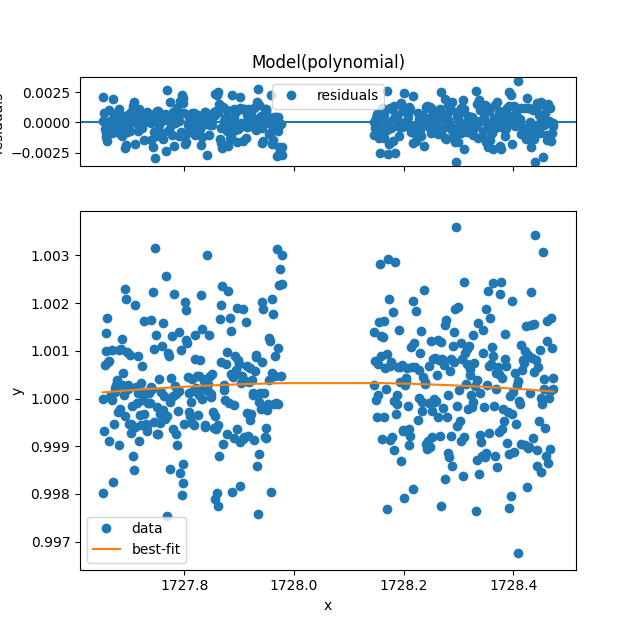 Model(polynomial)
0.0025
0.0000
−0.0025
residuals
1.003
1.002
1.001
1.000
0.999
0.998
0.997
y
data
best-fit
1727.8
1728.0
1728.2
1728.4
x